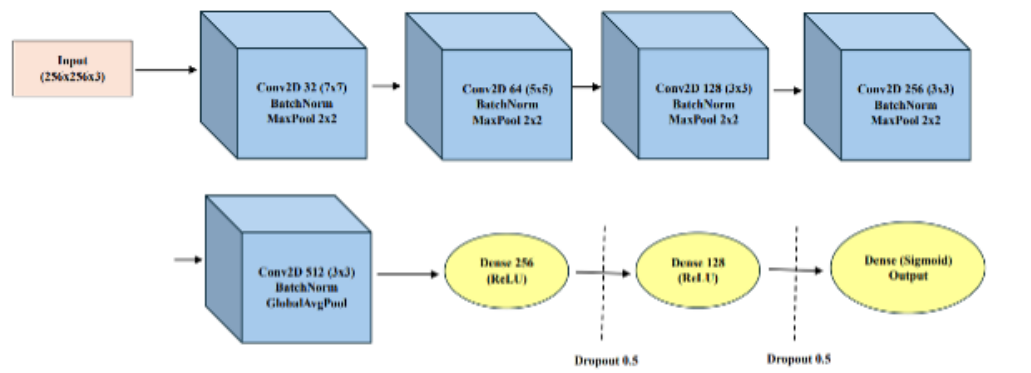 Input
(256x256x3)
Conv2D 32 (7x7)
BatchNorm
MaxPool 2x2
Conv2D 64 (5x5)
BatchNorm
MaxPool 2x2
Conv2D 128 (3x3)
BatchNorm
MaxPool 2x2
Conv2D 256 (3x3)
BatchNorm
MaxPool 2x2
Conv2D 512 (3x3)
BatchNorm
GlobalAvgPool
Dense 256
(ReLU)
Dense 128
(ReLU)
Dense (Sigmoid)
Output
Dropout 0.5
Dropout 0.5